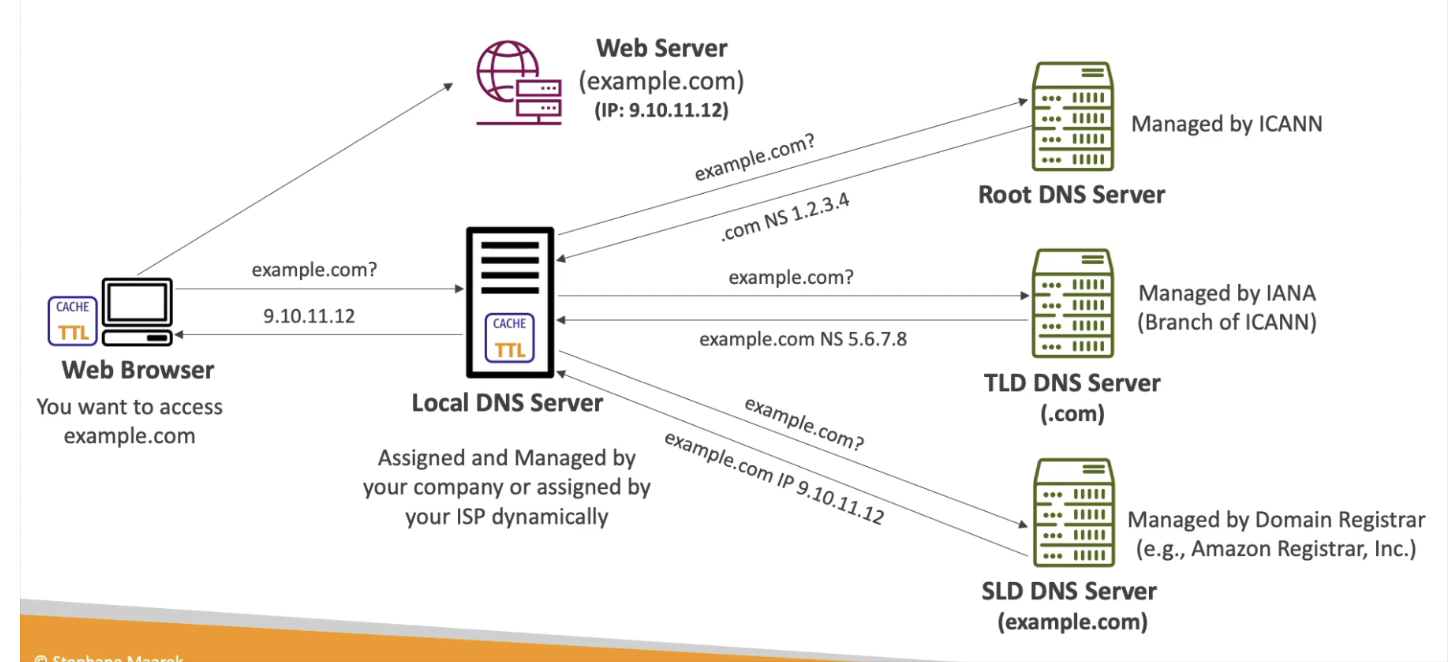 Web Server
(example.com)
(IP: 9.10.11.12)
Managed by ICANN
example.com?
.com NS 1.2.3.4
Root DNS Server
example.com?
9.10.11.12
CACHE
TTL
Web Browser
You want to access
example.com
CACHE
TTL
Local DNS Server
Assigned and Managed by
your company or assigned by
your ISP dynamically
example.com?
example.com NS 5.6.7.8
Managed by IANA
(Branch of ICANN)
TLD DNS Server
(.com)
example.com?
example.com IP 9.10.11.12
Managed by Domain Registrar
(e.g., Amazon Registrar, Inc.)
SLD DNS Server
(example.com)
© Stephane Maarek